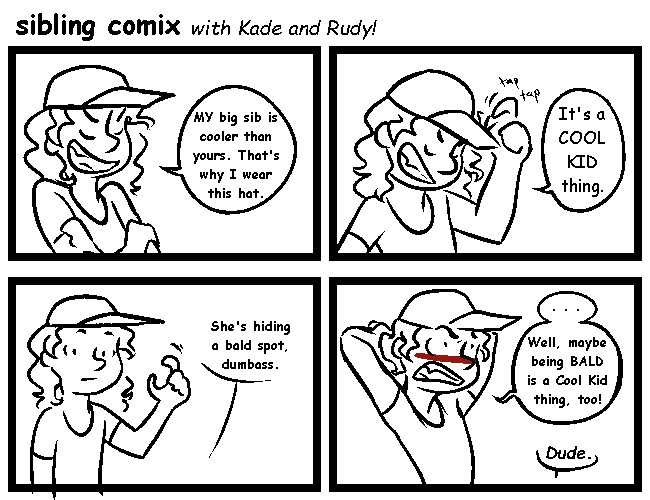 sibling comix with Kade and Rudy!
MY big sib is
cooler than
yours. That's
why I wear
this hat.
tap
tap
It's a
COOL
KID
thing.
She's hiding
a bald spot,
dumbass.
...
Well, maybe
being BALD
is a Cool Kid
thing, too!
Dude.